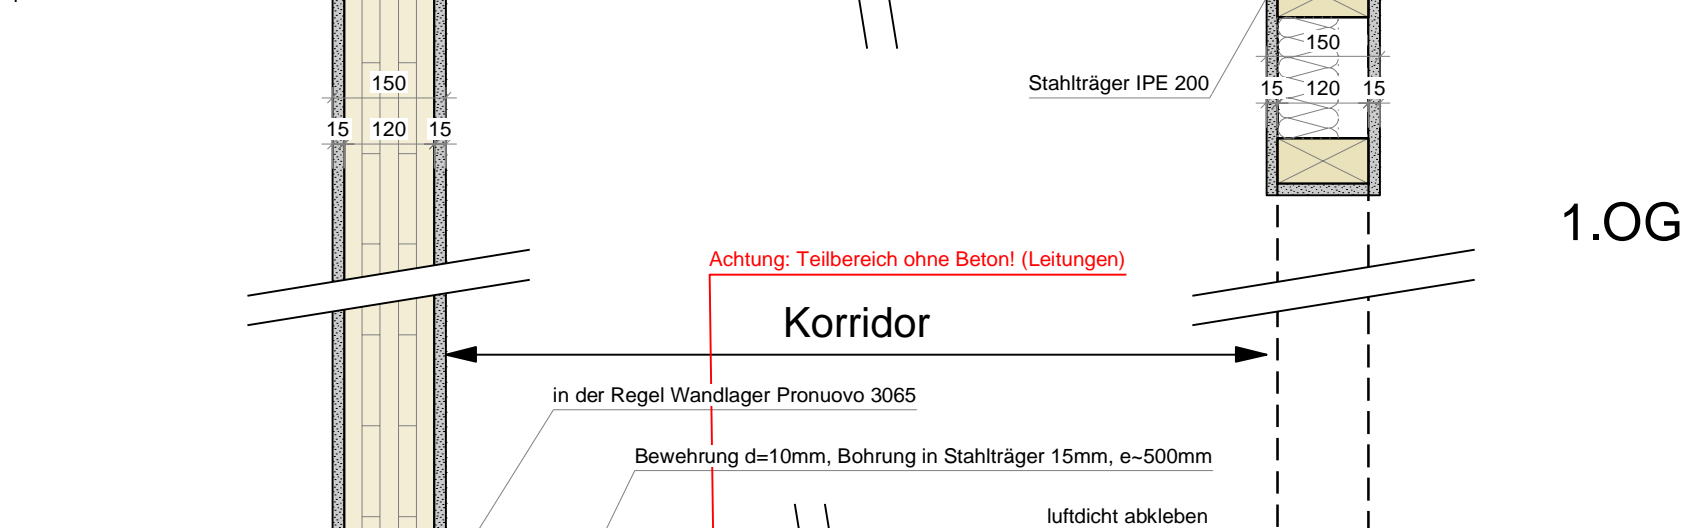 150
Stahlträger IPE 200
150
15 120 15
15 120 15
1.OG
Achtung: Teilbereich ohne Beton! (Leitungen)
Korridor
in der Regel Wandlager Pronuovo 3065
Bewehrung d=10mm, Bohrung in Stahlträger 15mm, e~500mm
luftdicht abkleben